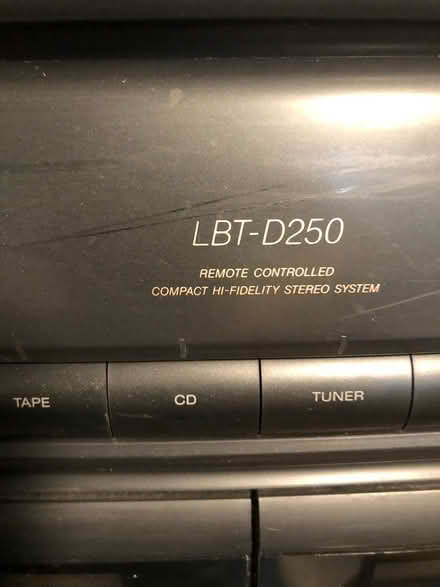 LBT-D250
REMOTE CONTROLLED
COMPACT HI-FIDELITY STEREO SYSTEM
TAPE CD TUNER